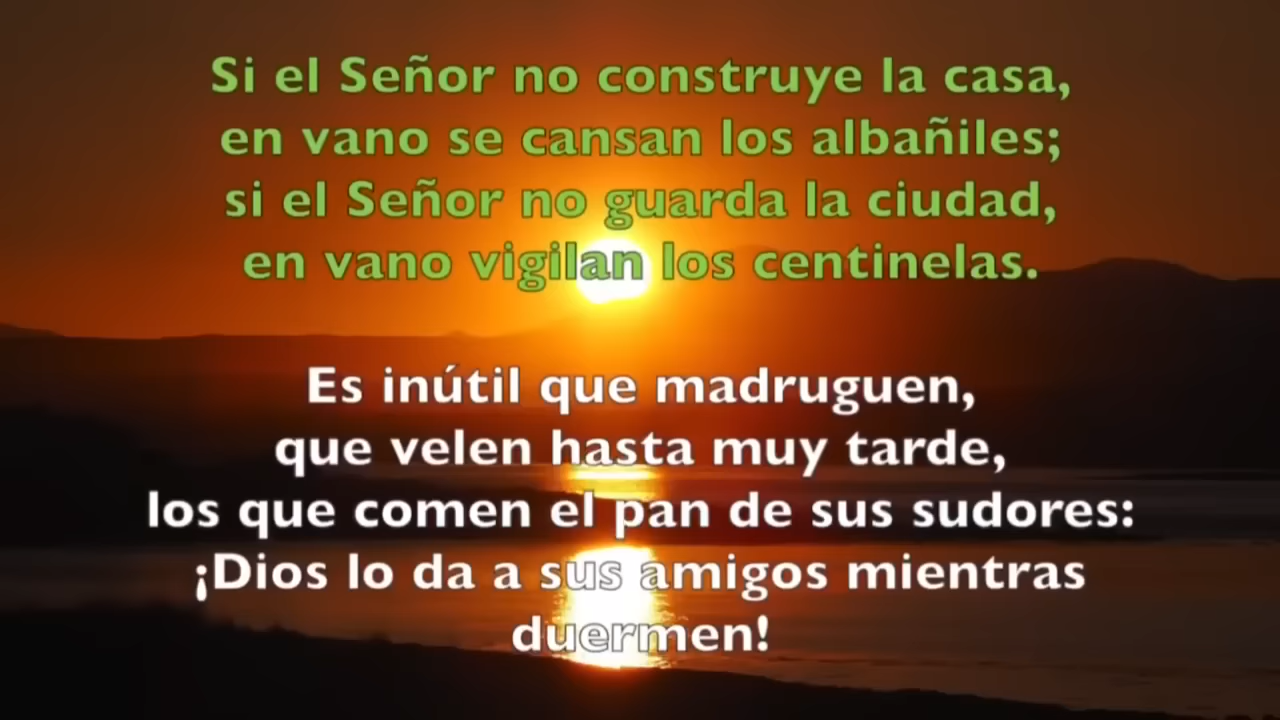 Si el Señor no construye la casa,
en vano se cansan los albañiles;
si el Señor no guarda la ciudad,
en vano vigilan los centinelas.
Es inútil que madruguen,
que velen hasta muy tarde,
los que comen el pan de sus sudores:
¡Dios lo da a sus amigos mientras
duermen!